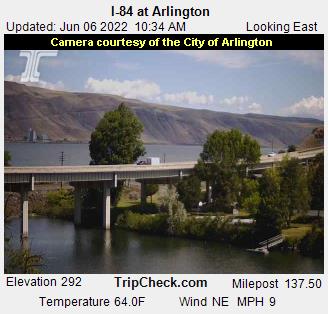 I-84 at Arlington
Updated: Jun 06 2022 10:34 AM Looking East
Camera courtesy of the City of Arlington
Elevation 292 TripCheck.com Milepost 137.50
Temperature 64.0F Wind NE MPH 9